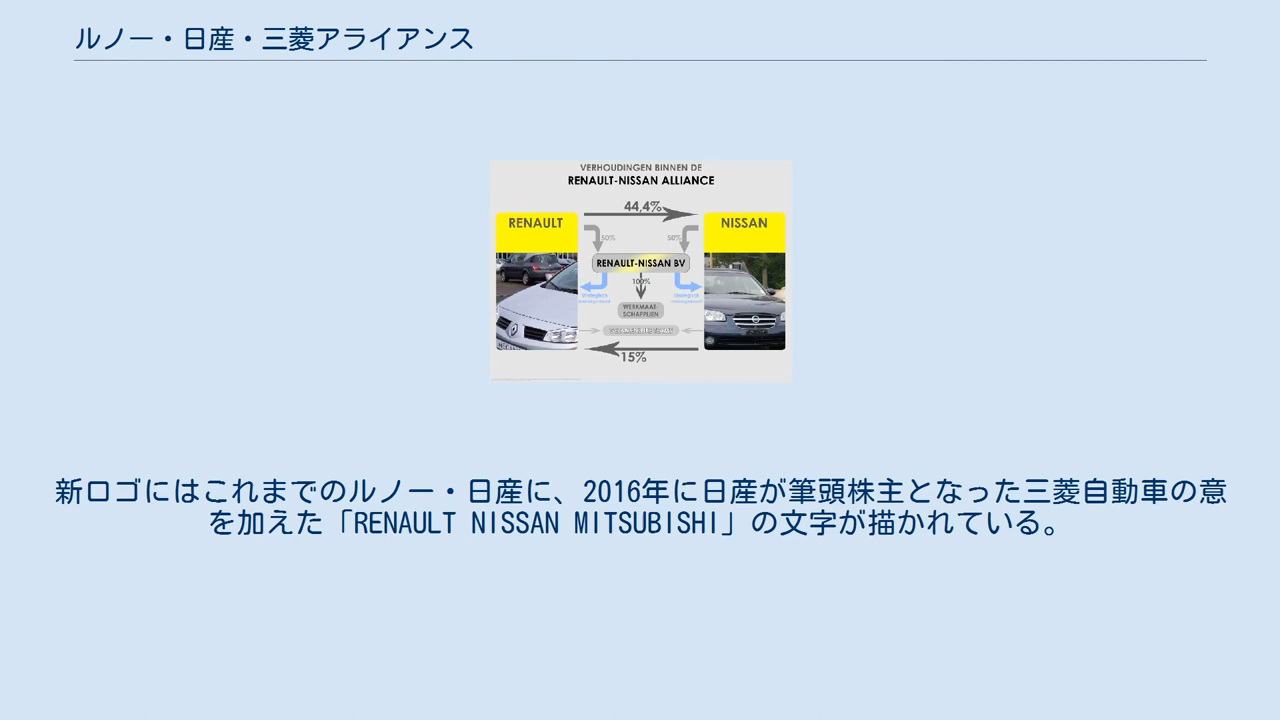 ルノー・日産・三菱アライアンス
VERHOUDINGEN BINNEN DE
RENAULT-NISSAN ALLIANCE
44,4%
RENAULT
NISSAN
50%
50%
RENAULT-NISSAN BV
100%
strategisch
management
strategisch
management
WERKMAAT-
SCHAPPIJEN
15%
新ロゴにはこれまでのルノー・日産に、2016年に日産が筆頭株主となった三菱自動車の意
を加えた「RENAULT NISSAN MITSUBISHI」の文字が描かれている。